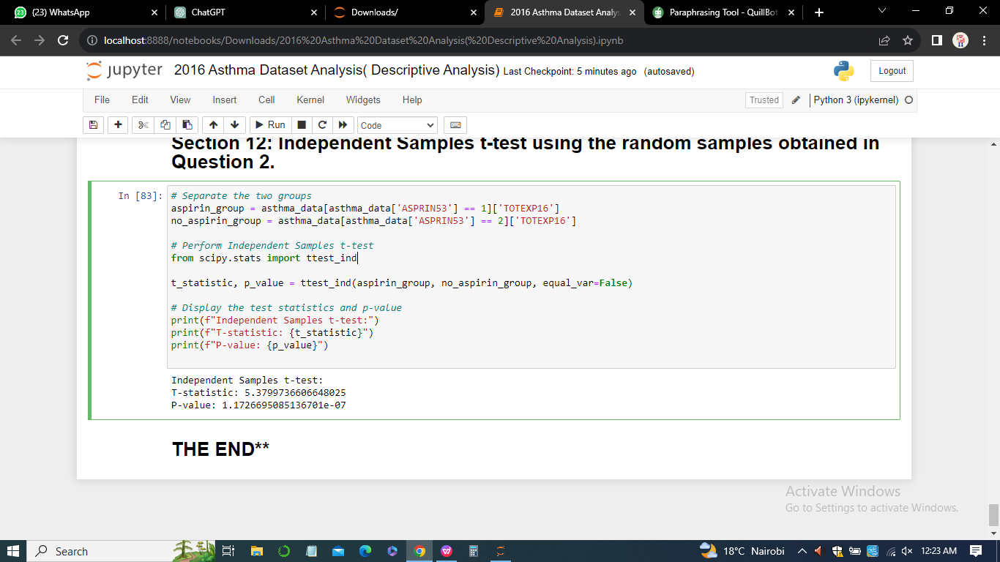 (23) WhatsApp
ChatGPT
Downloads/
2016 Asthma Dataset Analys
Paraphrasing Tool - QuillBot
localhost:8888/notebooks/Downloads/2016%20Asthma%20Dataset%20Analysis(%20Descriptive%20Analysis).ipynb
jupyter 2016 Asthma Dataset Analysis( Descriptive Analysis) Last Checkpoint: 5 minutes ago (autosaved)
Logout
File Edit View Insert Cell Kernel Widgets Help
Trusted
Python 3 (ipykernel)
Run
Code
Section 12: Independent Samples t-test using the random samples obtained in
Question 2.
In [83]:
# Separate the two groups
aspirin_group = asthma_data[asthma_data['ASPRIN53'] == 1]['TOTEXP16']
no_aspirin_group = asthma_data[asthma_data['ASPRIN53'] == 2]['TOTEXP16']
# Perform Independent Samples t-test
from scipy.stats import ttest_ind
t_statistic, p_value = ttest_ind(aspirin_group, no_aspirin_group, equal_var=False)
# Display the test statistics and p-value
print(f"Independent Samples t-test:")
print(f"T-statistic: {t_statistic}")
print(f"P-value: {p_value}")
Independent Samples t-test:
T-statistic: 5.3799736606648025
P-value: 1.1726695085136701e-07
THE END**
Activate Windows
Go to Settings to activate Windows.
Search
18°C Nairobi
12:23 AM